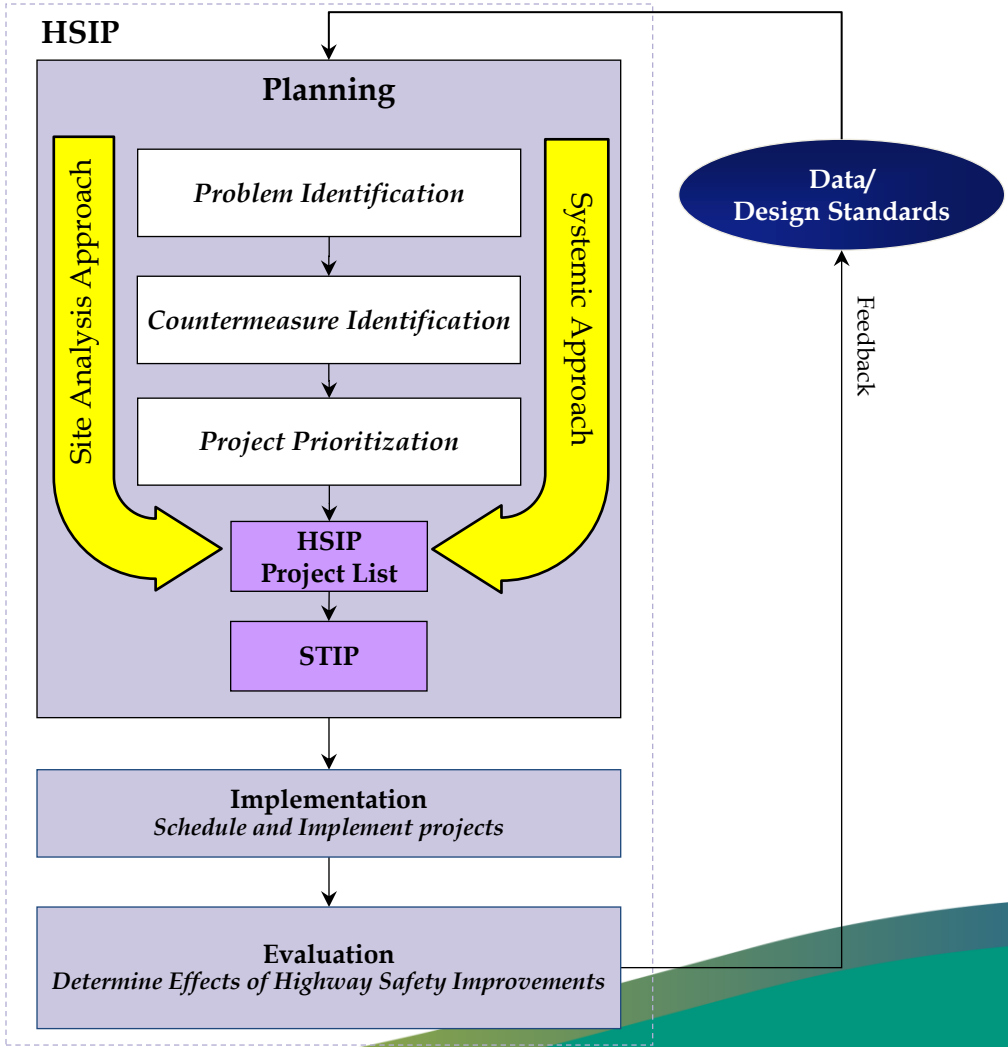 HSIP
Planning
Site Analysis Approach
Problem Identification
Countermeasure Identification
Project Prioritization
Systemic Approach
HSIP
Project List
STIP
Implementation
Schedule and Implement projects
Evaluation
Determine Effects of Highway Safety Improvements
Data/
Design Standards
Feedback